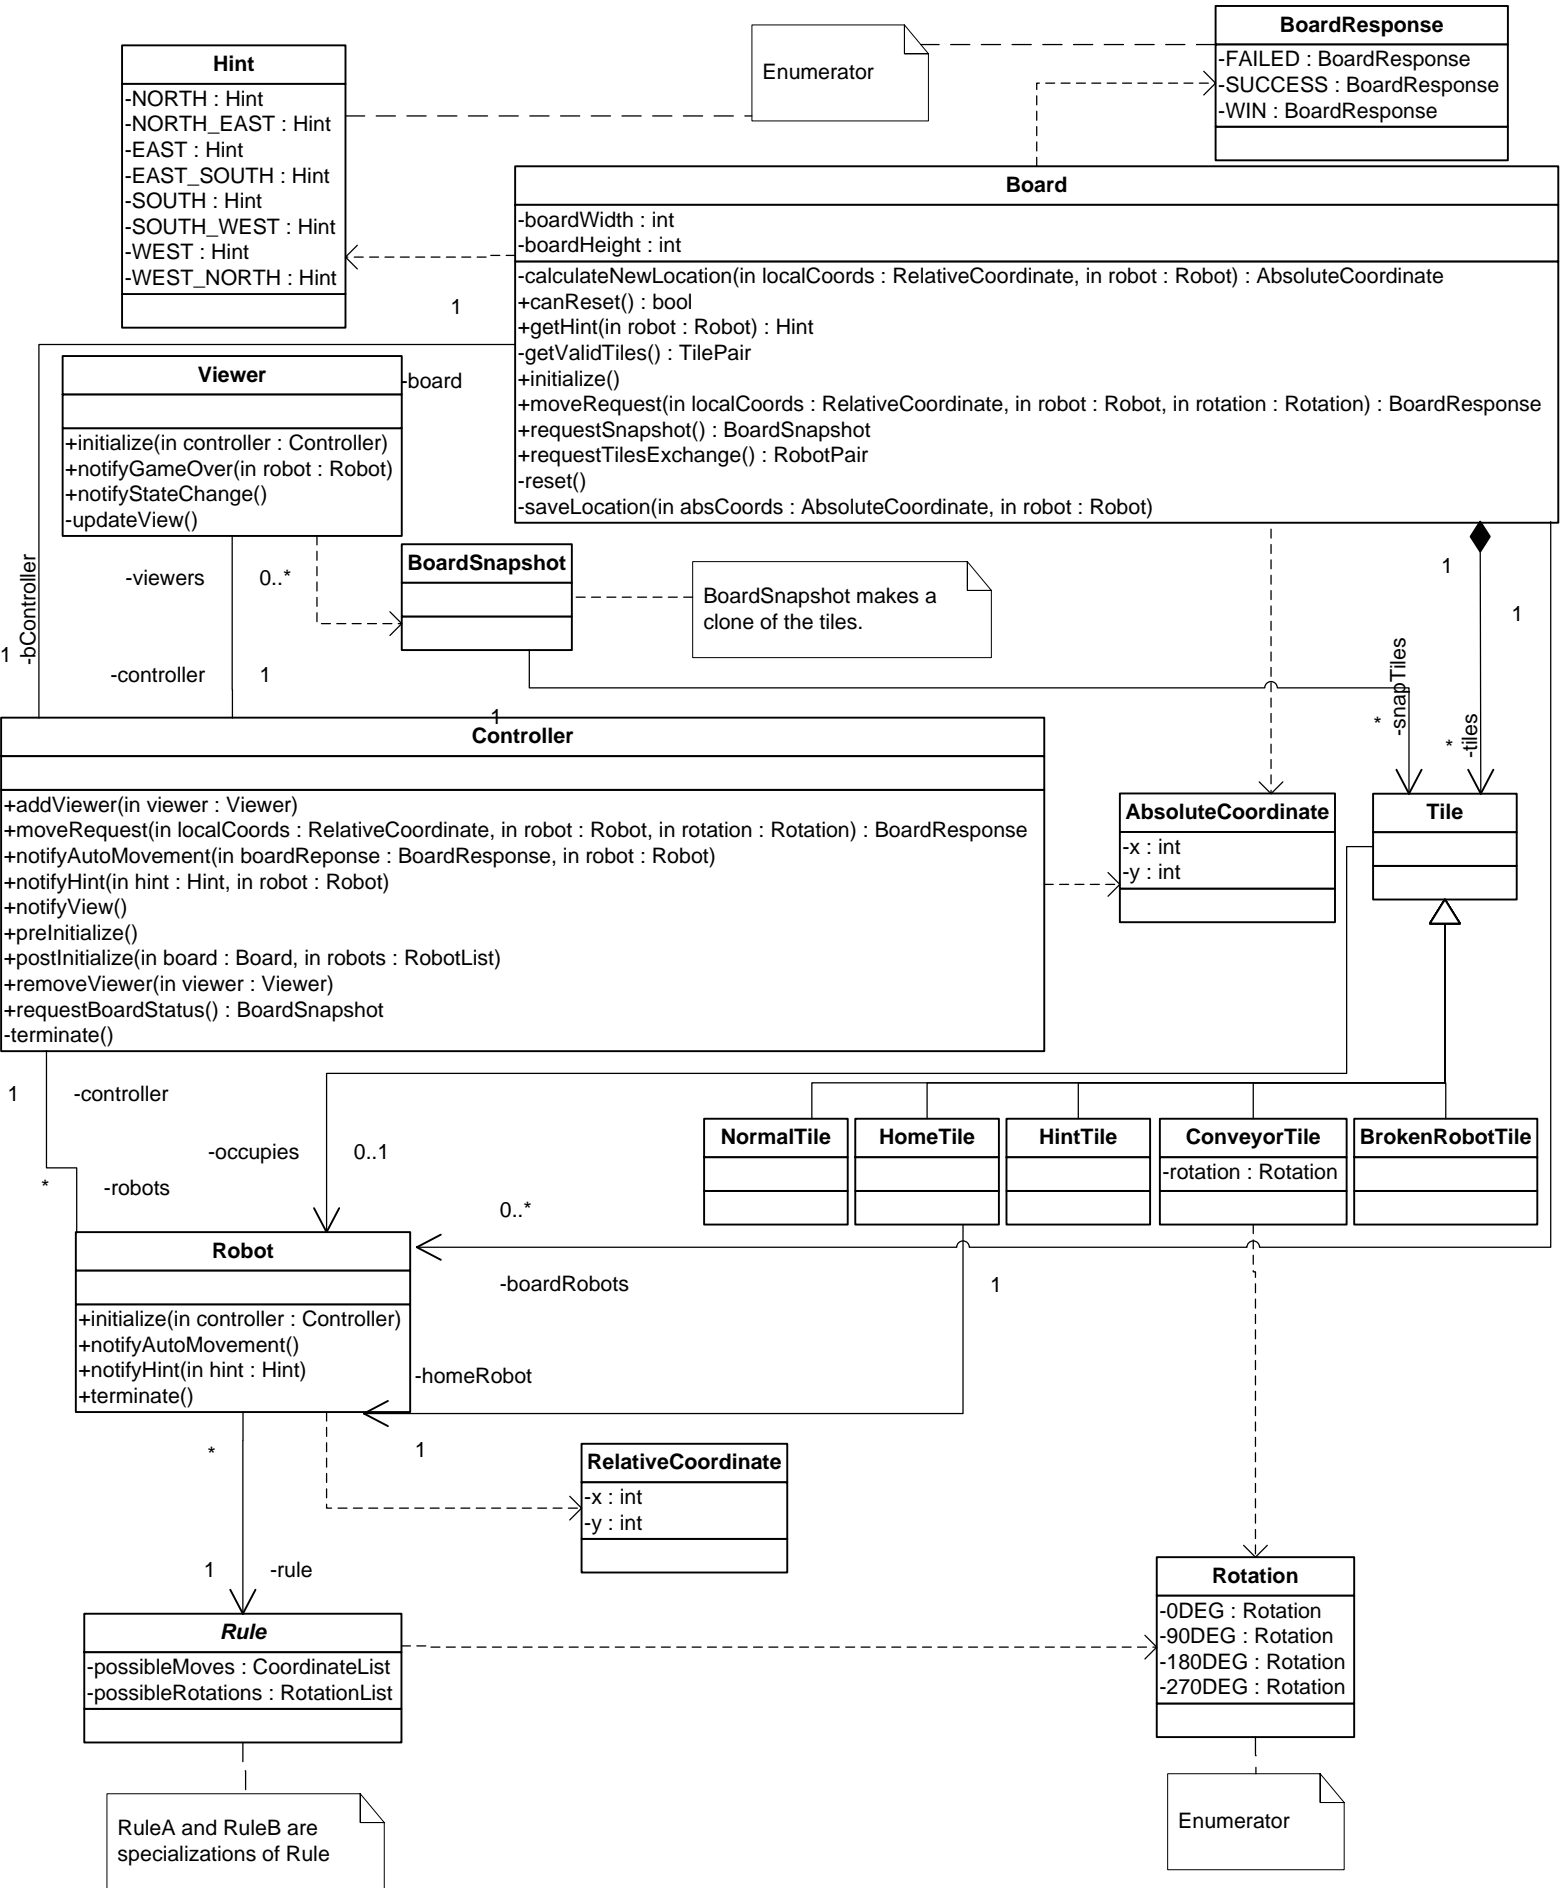 BoardResponse
-FAILED : BoardResponse
-SUCCESS : BoardResponse
-WIN : BoardResponse
Enumerator
Hint
-NORTH : Hint
-NORTH_EAST : Hint
-EAST : Hint
-EAST_SOUTH : Hint
-SOUTH : Hint
-SOUTH_WEST : Hint
-WEST : Hint
-WEST_NORTH : Hint
Board
-boardWidth : int
-boardHeight : int
-calculateNewLocation(in localCoords : RelativeCoordinate, in robot : Robot) : AbsoluteCoordinate
+canReset() : bool
+getHint(in robot : Robot) : Hint
-getValidTiles() : TilePair
+initialize()
+moveRequest(in localCoords : RelativeCoordinate, in robot : Robot, in rotation : Rotation) : BoardResponse
+requestSnapshot() : BoardSnapshot
+requestTilesExchange() : RobotPair
-reset()
-saveLocation(in absCoords : AbsoluteCoordinate, in robot : Robot)
1
-board
Viewer
+initialize(in controller : Controller)
+notifyGameOver(in robot : Robot)
+notifyStateChange()
-updateView()
-viewers
0..*
-bController
1
-controller
1
BoardSnapshot
BoardSnapshot makes a
clone of the tiles.
1
1
-snapTiles
*
-tiles
*
1
Controller
+addViewer(in viewer : Viewer)
+moveRequest(in localCoords : RelativeCoordinate, in robot : Robot, in rotation : Rotation) : BoardResponse
+notifyAutoMovement(in boardReponse : BoardResponse, in robot : Robot)
+notifyHint(in hint : Hint, in robot : Robot)
+notifyView()
+preInitialize()
+postInitialize(in board : Board, in robots : RobotList)
+removeViewer(in viewer : Viewer)
+requestBoardStatus() : BoardSnapshot
-terminate()
AbsoluteCoordinate
-x : int
-y : int
Tile
1
-controller
-occupies
0..1
*
-robots
NormalTile
HomeTile
HintTile
ConveyorTile
-rotation : Rotation
BrokenRobotTile
0..*
-boardRobots
1
Robot
+initialize(in controller : Controller)
+notifyAutoMovement()
+notifyHint(in hint : Hint)
+terminate()
-homeRobot
1
*
RelativeCoordinate
-x : int
-y : int
1
-rule
Rule
-possibleMoves : CoordinateList
-possibleRotations : RotationList
Rotation
-0DEG : Rotation
-90DEG : Rotation
-180DEG : Rotation
-270DEG : Rotation
RuleA and RuleB are
specializations of Rule
Enumerator